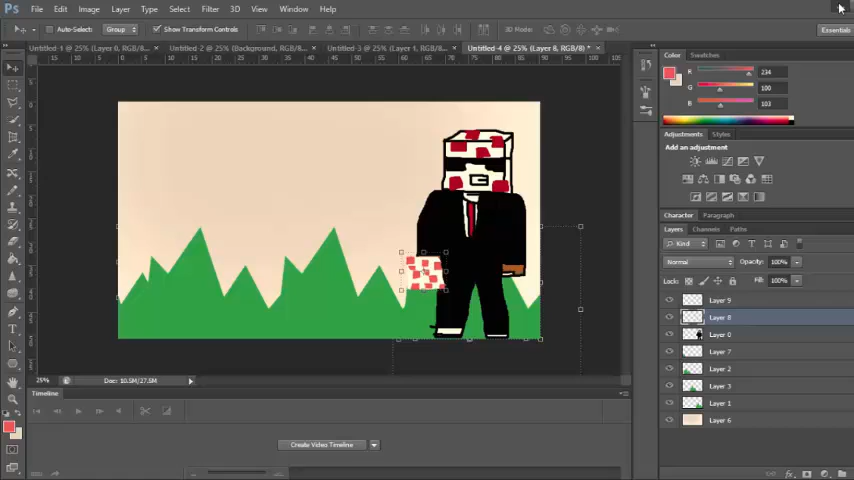 Ps File Edit Image Layer Type Select Filter 3D View Window Help
Auto-Select: Group Show Transform Controls 3D Mode: Essentials
Untitled-1 @ 25% (Layer 0, RGB/8) * × Untitled-2 @ 25% (Background, RGB/8... × Untitled-3 @ 25% (Layer 1, RGB/8... × Untitled-4 @ 25% (Layer 8, RGB/8) * ×
Color Swatches
R 234
G 100
B 103
Adjustments Styles
Add an adjustment
Character Paragraph
Layers Channels Paths
Kind
Normal Opacity: 100%
Lock: Fill: 100%
Layer 9
Layer 8
Layer 0
Layer 7
Layer 2
Layer 3
Layer 1
Layer 6
25% Doc: 10.5M/27.5M
Timeline
Create Video Timeline
fx